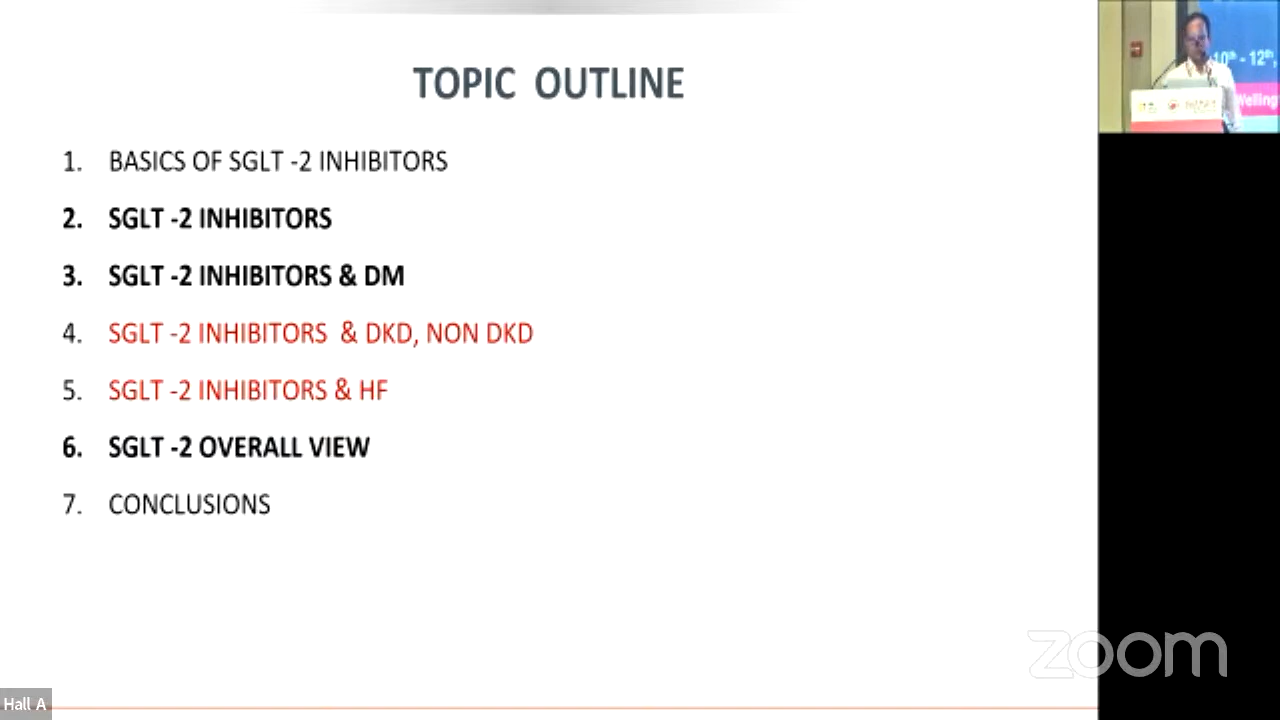 TOPIC OUTLINE
1. BASICS OF SGLT -2 INHIBITORS
2. SGLT -2 INHIBITORS
3. SGLT -2 INHIBITORS & DM
4. SGLT -2 INHIBITORS & DKD, NON DKD
5. SGLT -2 INHIBITORS & HF
6. SGLT -2 OVERALL VIEW
7. CONCLUSIONS
10th - 12th,
zoom
Hall A